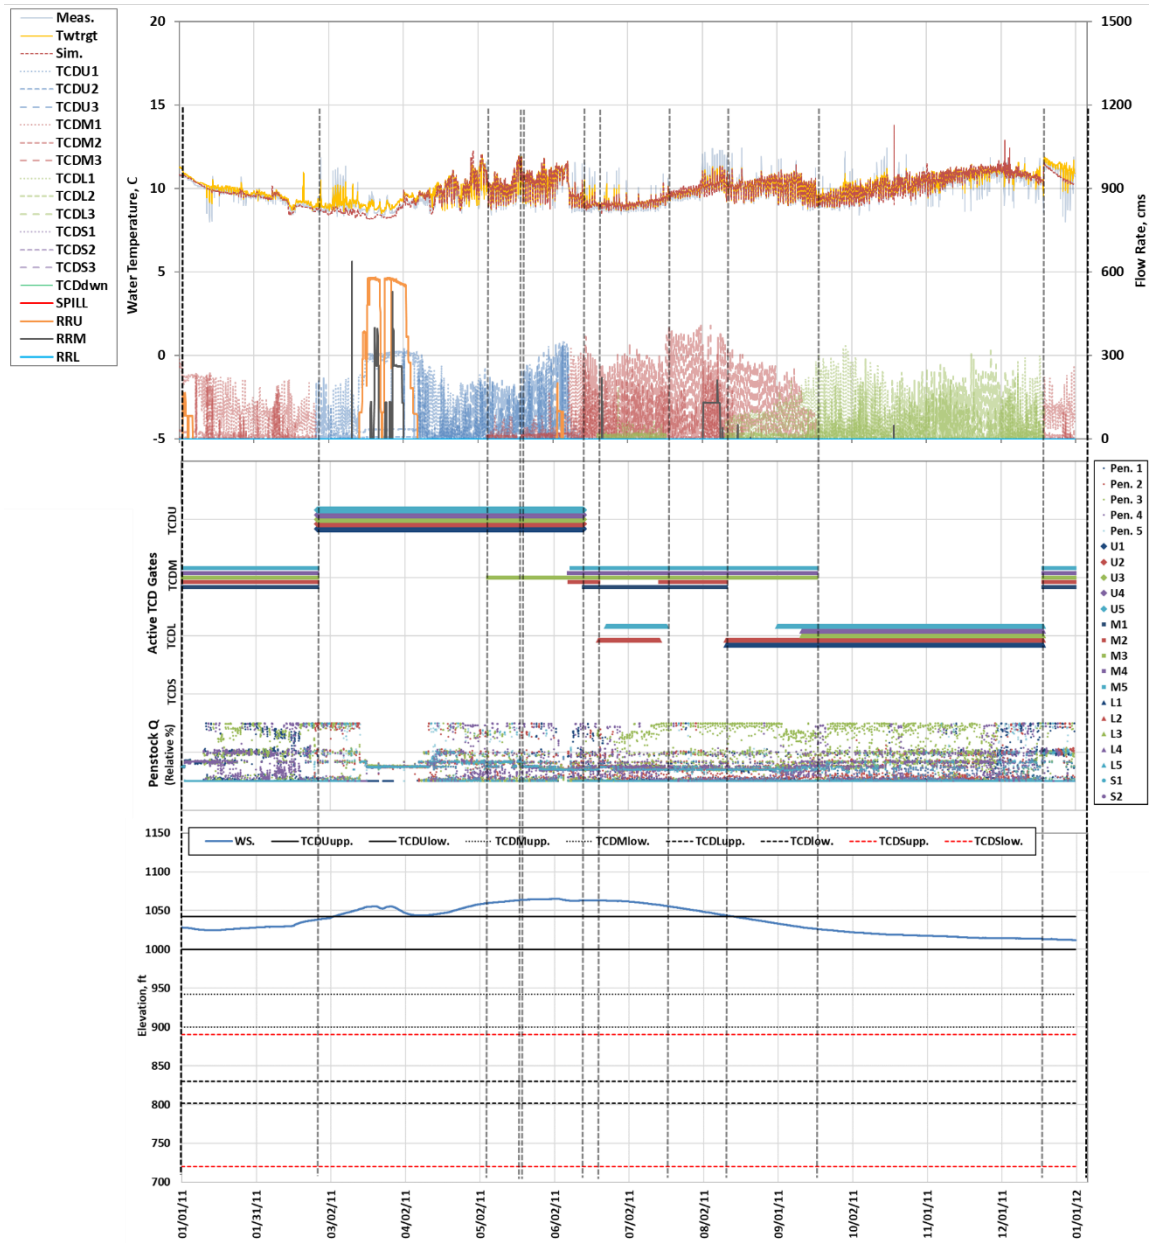 Meas.
Twtrgt
Sim.
TCDU1
TCDU2
TCDU3
TCDM1
TCDM2
TCDM3
TCDL1
TCDL2
TCDL3
TCDS1
TCDS2
TCDS3
TCDdwn
SPILL
RRU
RRM
RRL
Water Temperature, C
20
15
10
5
0
-5
Flow Rate, cms
1500
1200
900
600
300
0
Active TCD Gates
TCDU
TCDM
TCDL
TCDS
Penstock Q
(Relative %)
Pen. 1
Pen. 2
Pen. 3
Pen. 4
Pen. 5
U1
U2
U3
U4
U5
M1
M2
M3
M4
M5
L1
L2
L3
L4
L5
S1
S2
WS.
TCDUupp.
TCDUlow.
TCDMupp.
TCDMlow.
TCDLupp.
TCDlow.
TCDSupp.
TCDSlow.
Elevation, ft
1150
1100
1050
1000
950
900
850
800
750
700
01/01/11
01/31/11
03/02/11
04/02/11
05/02/11
06/02/11
07/02/11
08/02/11
09/01/11
10/02/11
11/01/11
12/02/11
01/01/12